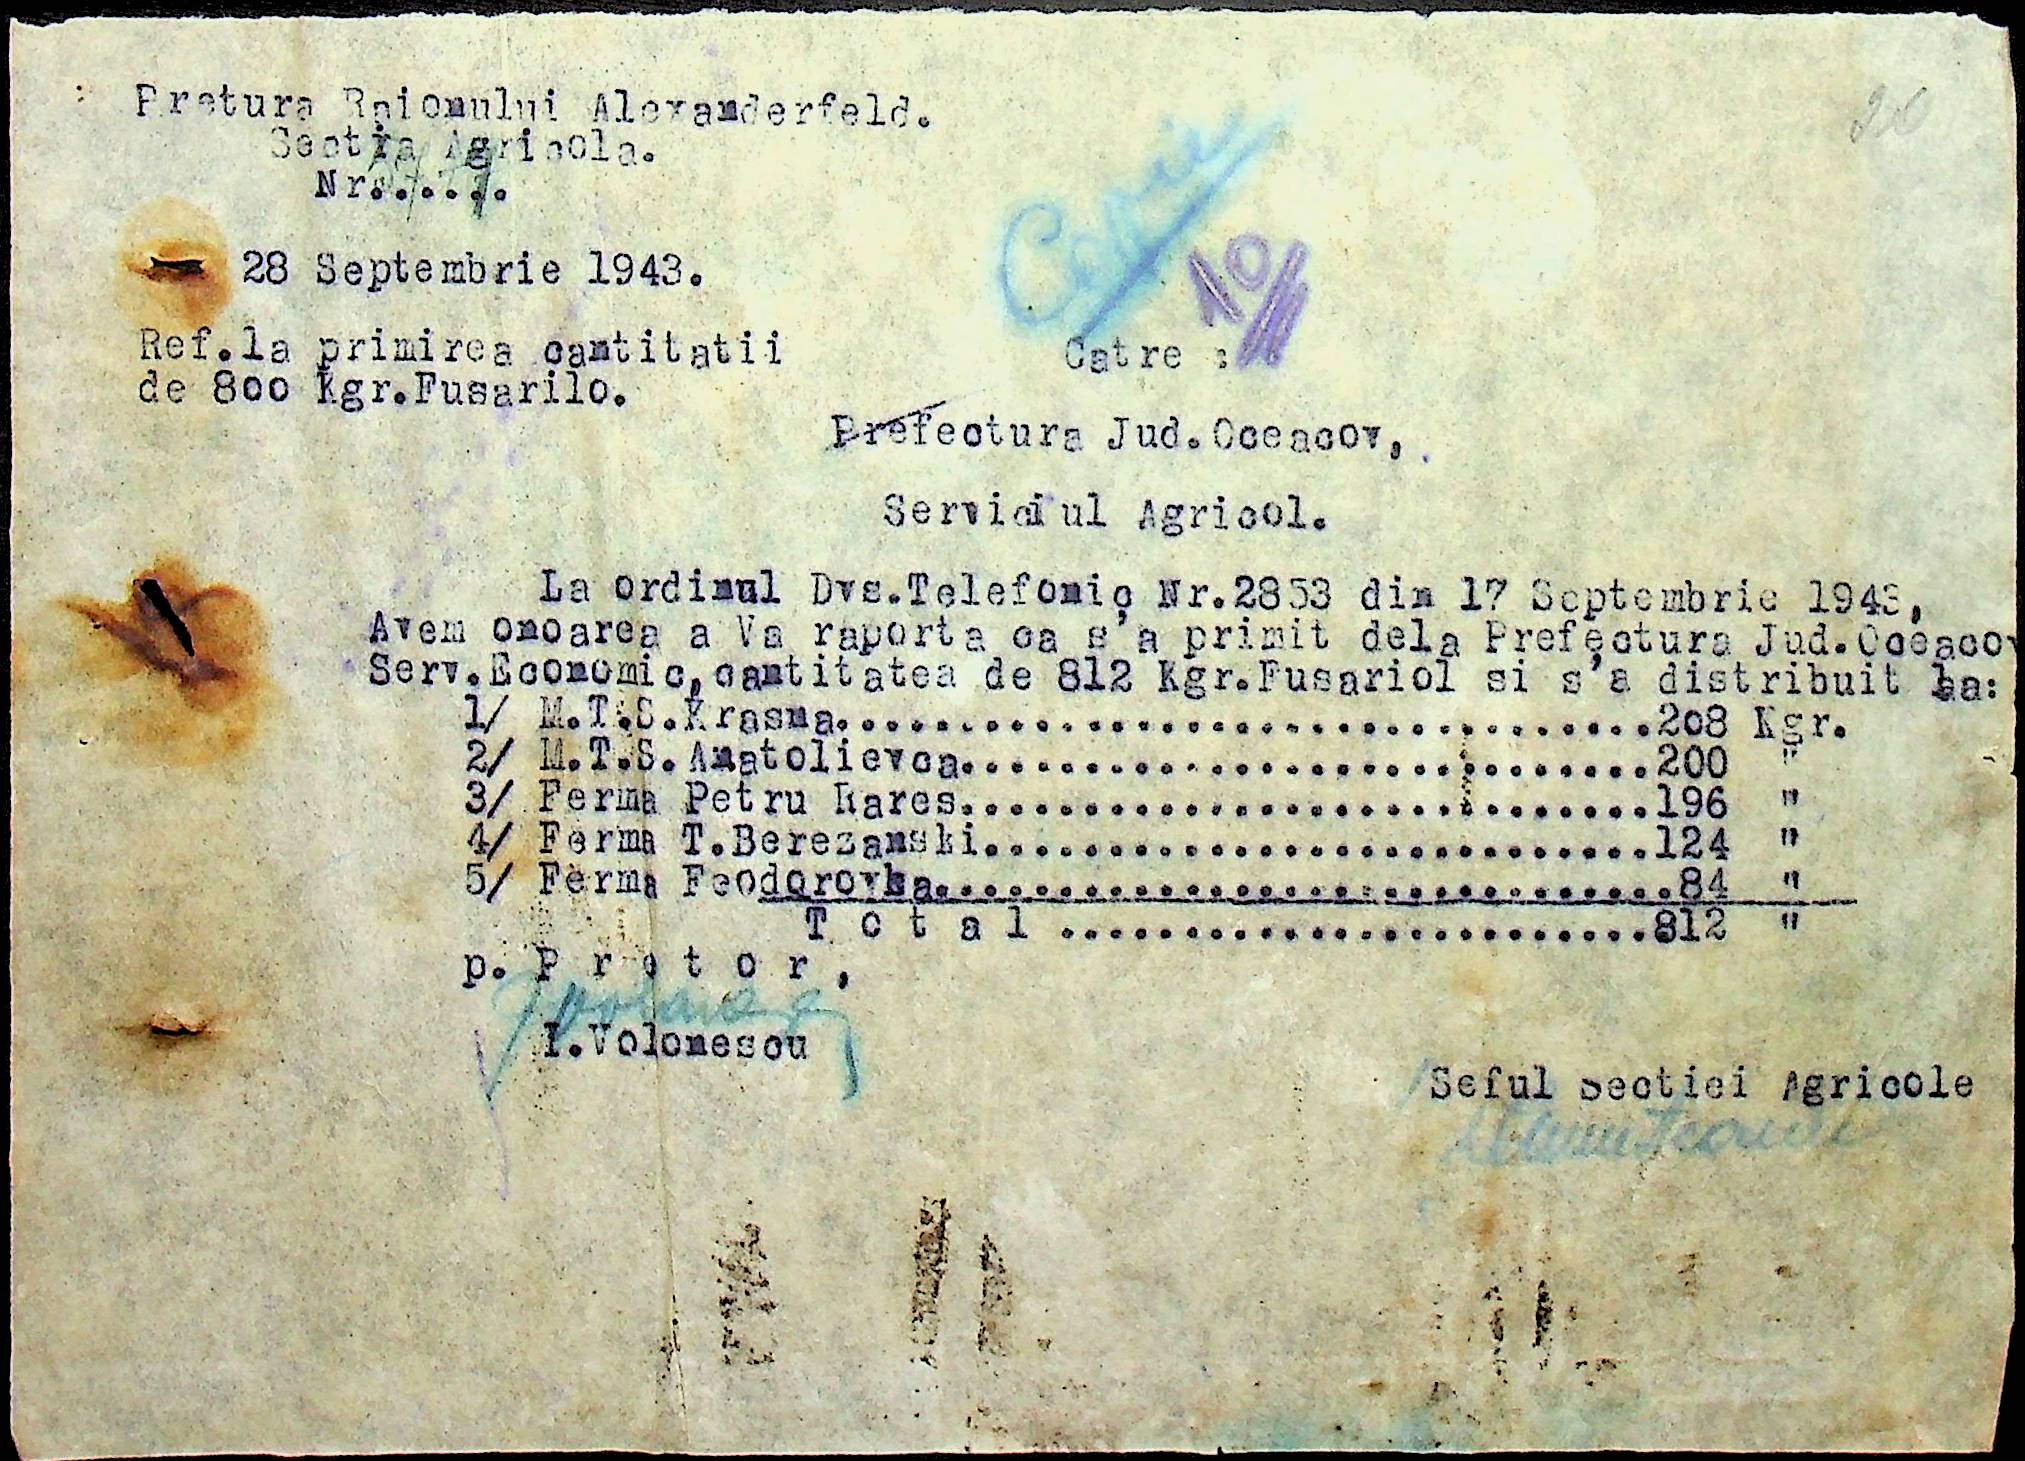 Pretura Raionului Alexanderfeld.
Sectia Agricola.
Nr......
26
28 Septembrie 1943.
Copie
10
Ref.la primirea cantitatii
de 800 Kgr.Fusarilo.
Catre :
Prefectura Jud.Oceacov,
Serviciul Agricol.
La ordinul Dvs.Telefonic Nr.2853 din 17 Septembrie 1943,
Avem onoarea a Va raporta ca s'a primit dela Prefectura Jud.Oceacov
Serv.Economic,cantitatea de 812 Kgr.Fusariol si s'a distribuit la:
1/ M.T.S.Krasna.................................208 Kgr.
2/ M.T.S.Anatolievca............................200 "
3/ Ferma Petru Rares............................196 "
4/ Ferma T.Berezanski...........................124 "
5/ Ferma Feodorovka..............................84 "
T o t a l ........................812 "
p. P r e t o r ,
I.Volonescu
Seful Sectiei Agricole